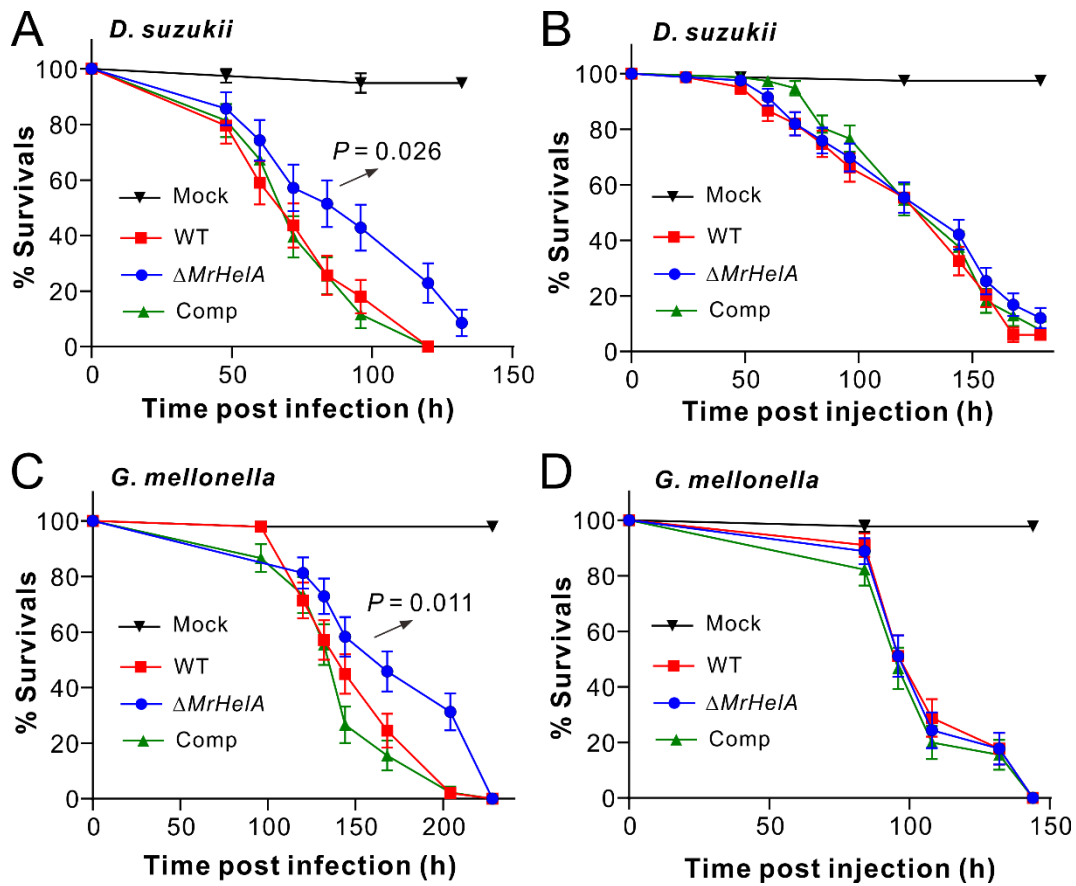 A
D. suzukii
% Survivals
100
80
60
40
20
0
P = 0.026
Mock
WT
ΔMrHelA
Comp
0 50 100 150
Time post infection (h)
B
D. suzukii
% Survivals
100
80
60
40
20
0
Mock
WT
ΔMrHelA
Comp
0 50 100 150
Time post injection (h)
C
G. mellonella
% Survivals
100
80
60
40
20
0
P = 0.011
Mock
WT
ΔMrHelA
Comp
0 50 100 150 200
Time post infection (h)
D
G. mellonella
% Survivals
100
80
60
40
20
0
Mock
WT
ΔMrHelA
Comp
0 50 100 150
Time post injection (h)